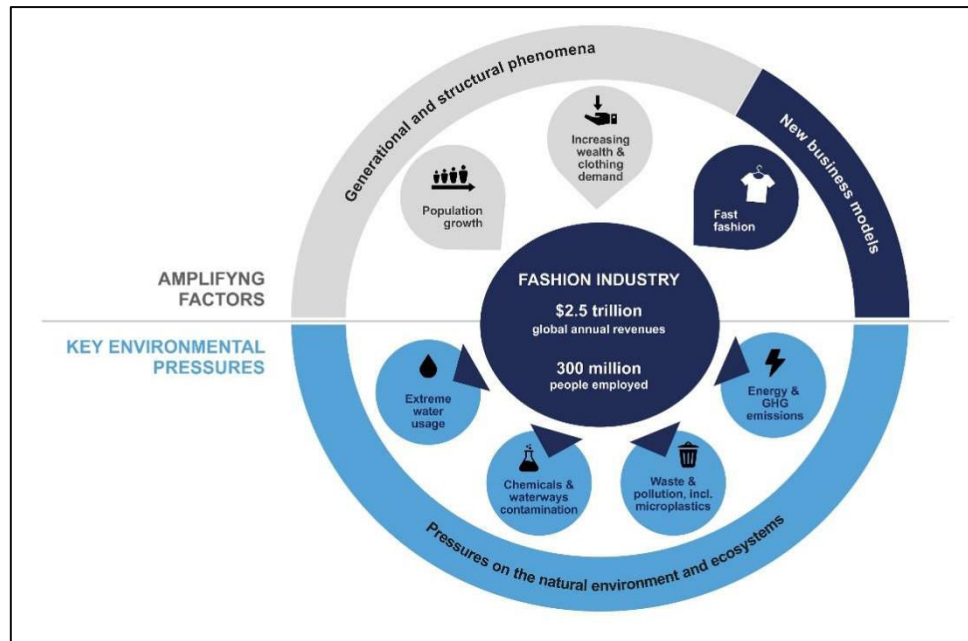 Generational and structural phenomena
New business models
Increasing
wealth &
clothing
demand
Population
growth
Fast
fashion
AMPLIFYNG
FACTORS
FASHION INDUSTRY
$2.5 trillion
global annual revenues
300 million
people employed
KEY ENVIRONMENTAL
PRESSURES
Extreme
water
usage
Chemicals &
waterways
contamination
Waste &
pollution, incl.
microplastics
Energy &
GHG
emissions
Pressures on the natural environment and ecosystems